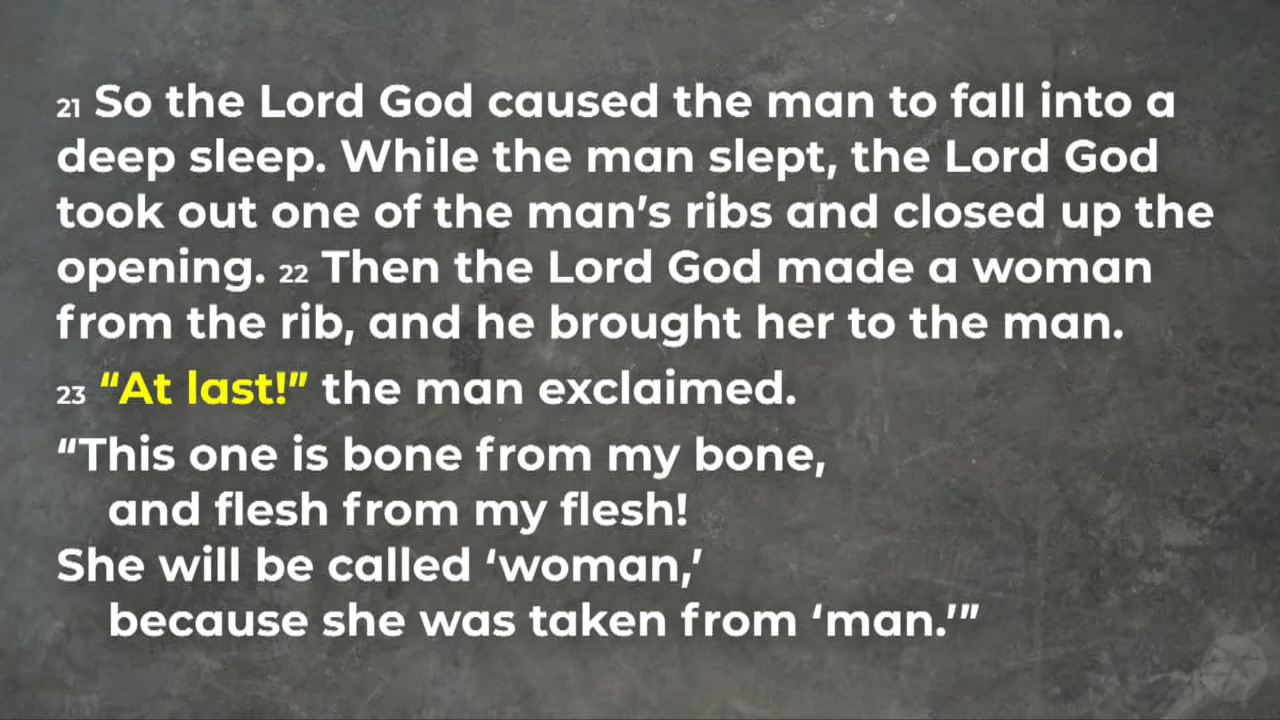 21 So the Lord God caused the man to fall into a
deep sleep. While the man slept, the Lord God
took out one of the man’s ribs and closed up the
opening. 22 Then the Lord God made a woman
from the rib, and he brought her to the man.
23 “At last!” the man exclaimed.
“This one is bone from my bone,
and flesh from my flesh!
She will be called ‘woman,’
because she was taken from ‘man.’”